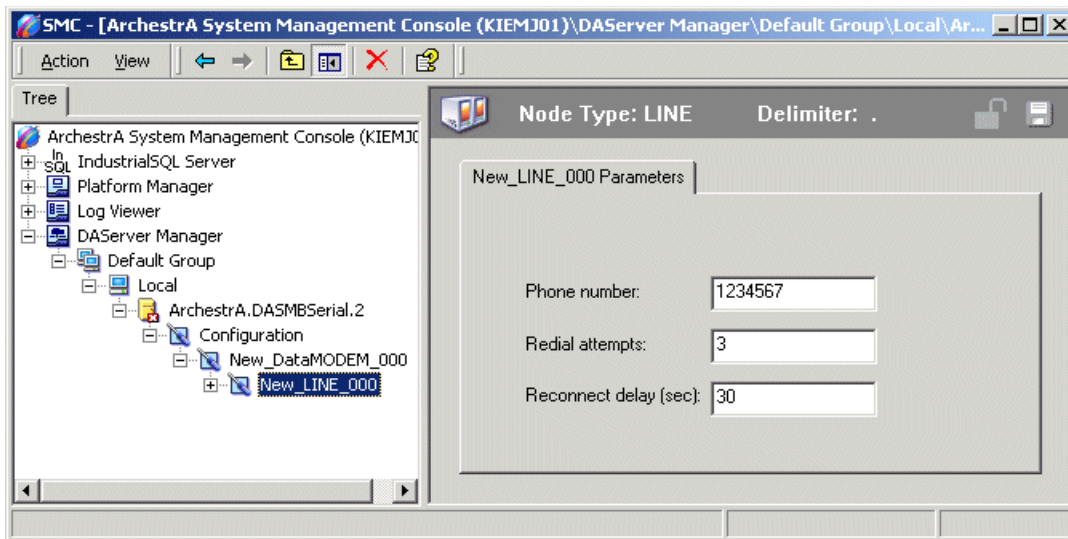 SMC - [ArchestrA System Management Console (KIEMJ01)\DAServer Manager\Default Group\Local\Ar...
Action View
Tree
ArchestrA System Management Console (KIEMJ0
IndustrialSQL Server
Platform Manager
Log Viewer
DAServer Manager
Default Group
Local
ArchestrA.DASMBSerial.2
Configuration
New_DataMODEM_000
New_LINE_000
Node Type: LINE Delimiter: .
New_LINE_000 Parameters
Phone number: 1234567
Redial attempts: 3
Reconnect delay (sec): 30